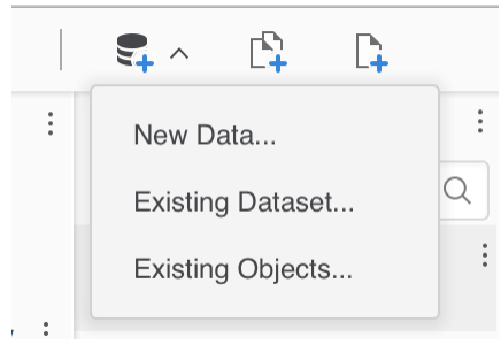 New Data...
Existing Dataset...
Existing Objects...